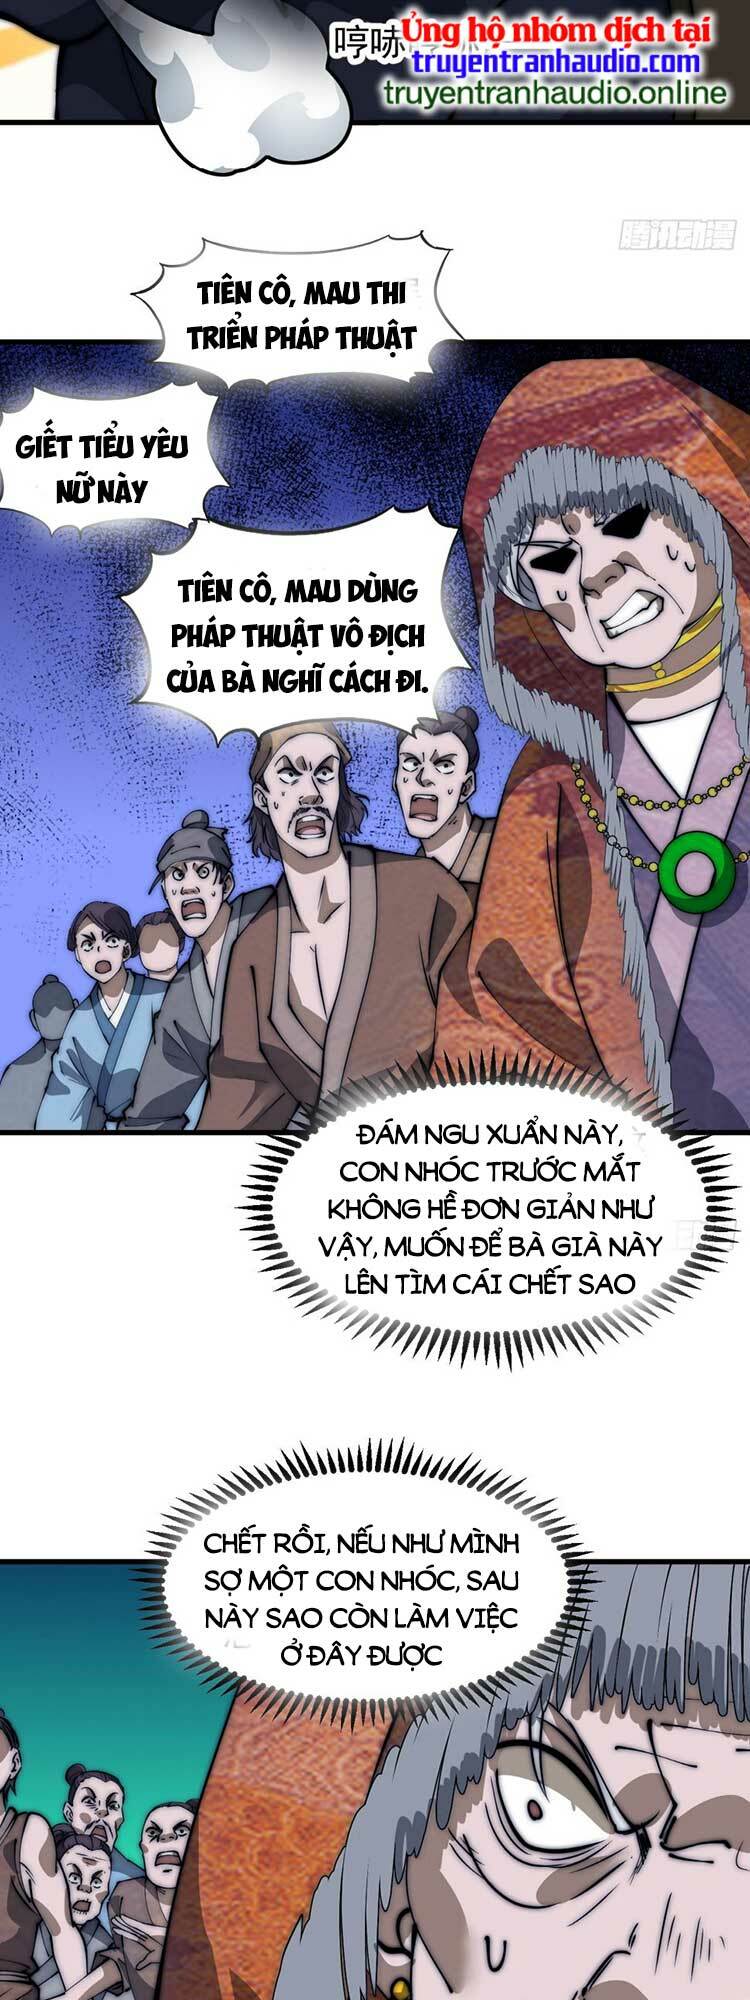 Ủng hộ nhóm dịch tại
truyentranhaudio.com
truyentranhaudio.online
哼哧
腾讯动漫
TIÊN CÔ, MAU THI
TRIỂN PHÁP THUẬT
GIẾT TIỂU YÊU
NỮ NÀY
TIÊN CÔ, MAU DÙNG
PHÁP THUẬT VÔ ĐỊCH
CỦA BÀ NGHĨ CÁCH ĐI.
ĐÁM NGU XUẨN NÀY,
CON NHÓC TRƯỚC MẮT
KHÔNG HỀ ĐƠN GIẢN NHƯ
VẬY, MUỐN ĐỂ BÀ GIÀ NÀY
LÊN TÌM CÁI CHẾT SAO
CHẾT RỒI, NẾU NHƯ MÌNH
SỢ MỘT CON NHÓC, SAU
NÀY SAO CÒN LÀM VIỆC
Ở ĐÂY ĐƯỢC